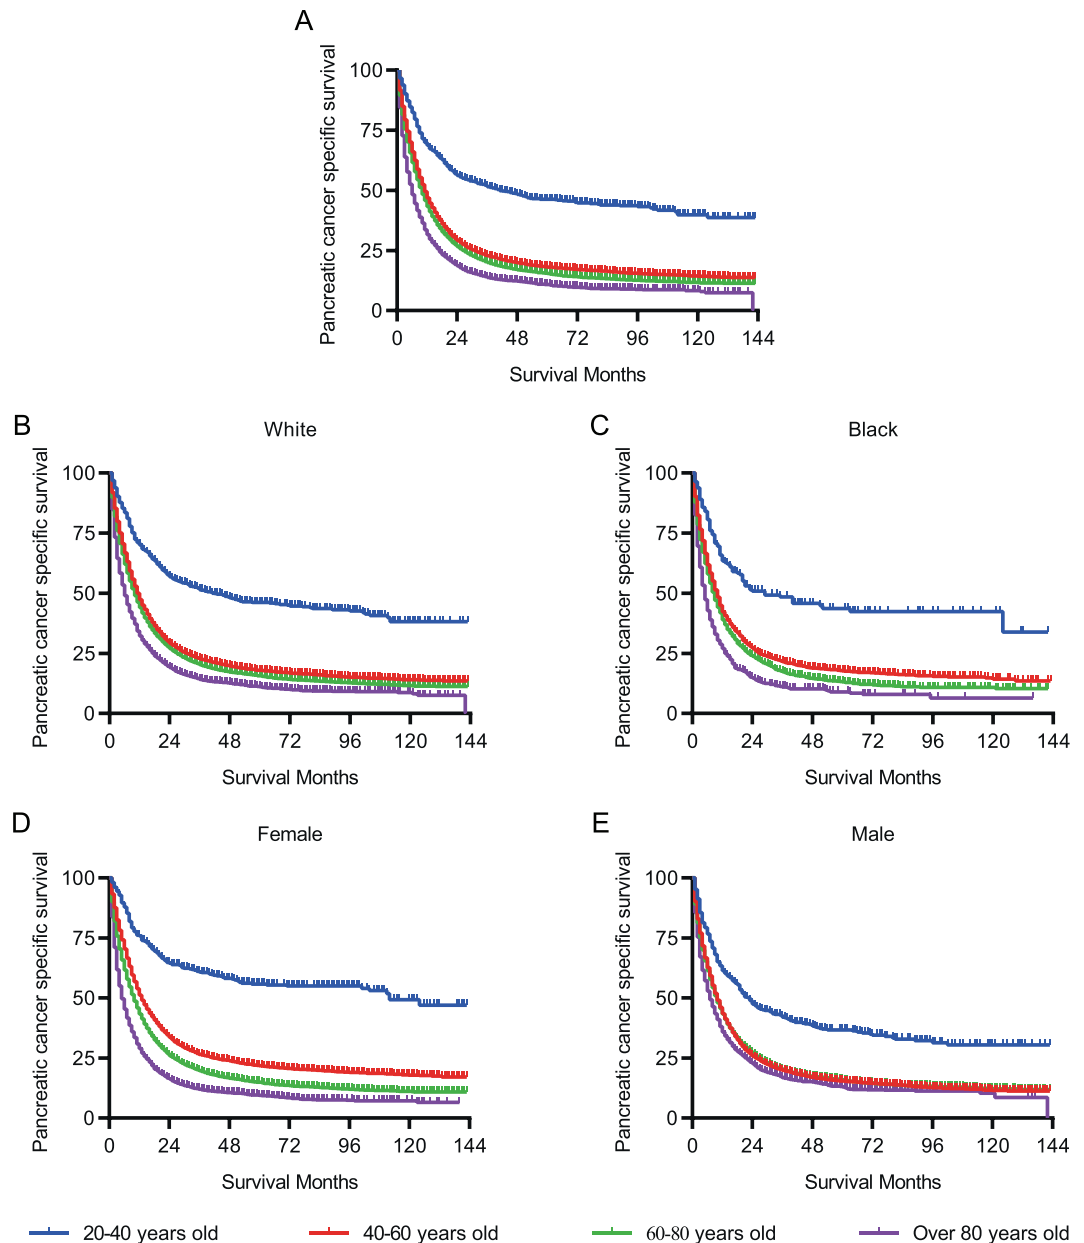 A
Pancreatic cancer specific survival
100
75
50
25
0
0 24 48 72 96 120 144
Survival Months
B
White
Pancreatic cancer specific survival
100
75
50
25
0
0 24 48 72 96 120 144
Survival Months
C
Black
Pancreatic cancer specific survival
100
75
50
25
0
0 24 48 72 96 120 144
Survival Months
D
Female
Pancreatic cancer specific survival
100
75
50
25
0
0 24 48 72 96 120 144
Survival Months
E
Male
Pancreatic cancer specific survival
100
75
50
25
0
0 24 48 72 96 120 144
Survival Months
20-40 years old 40-60 years old 60-80 years old Over 80 years old